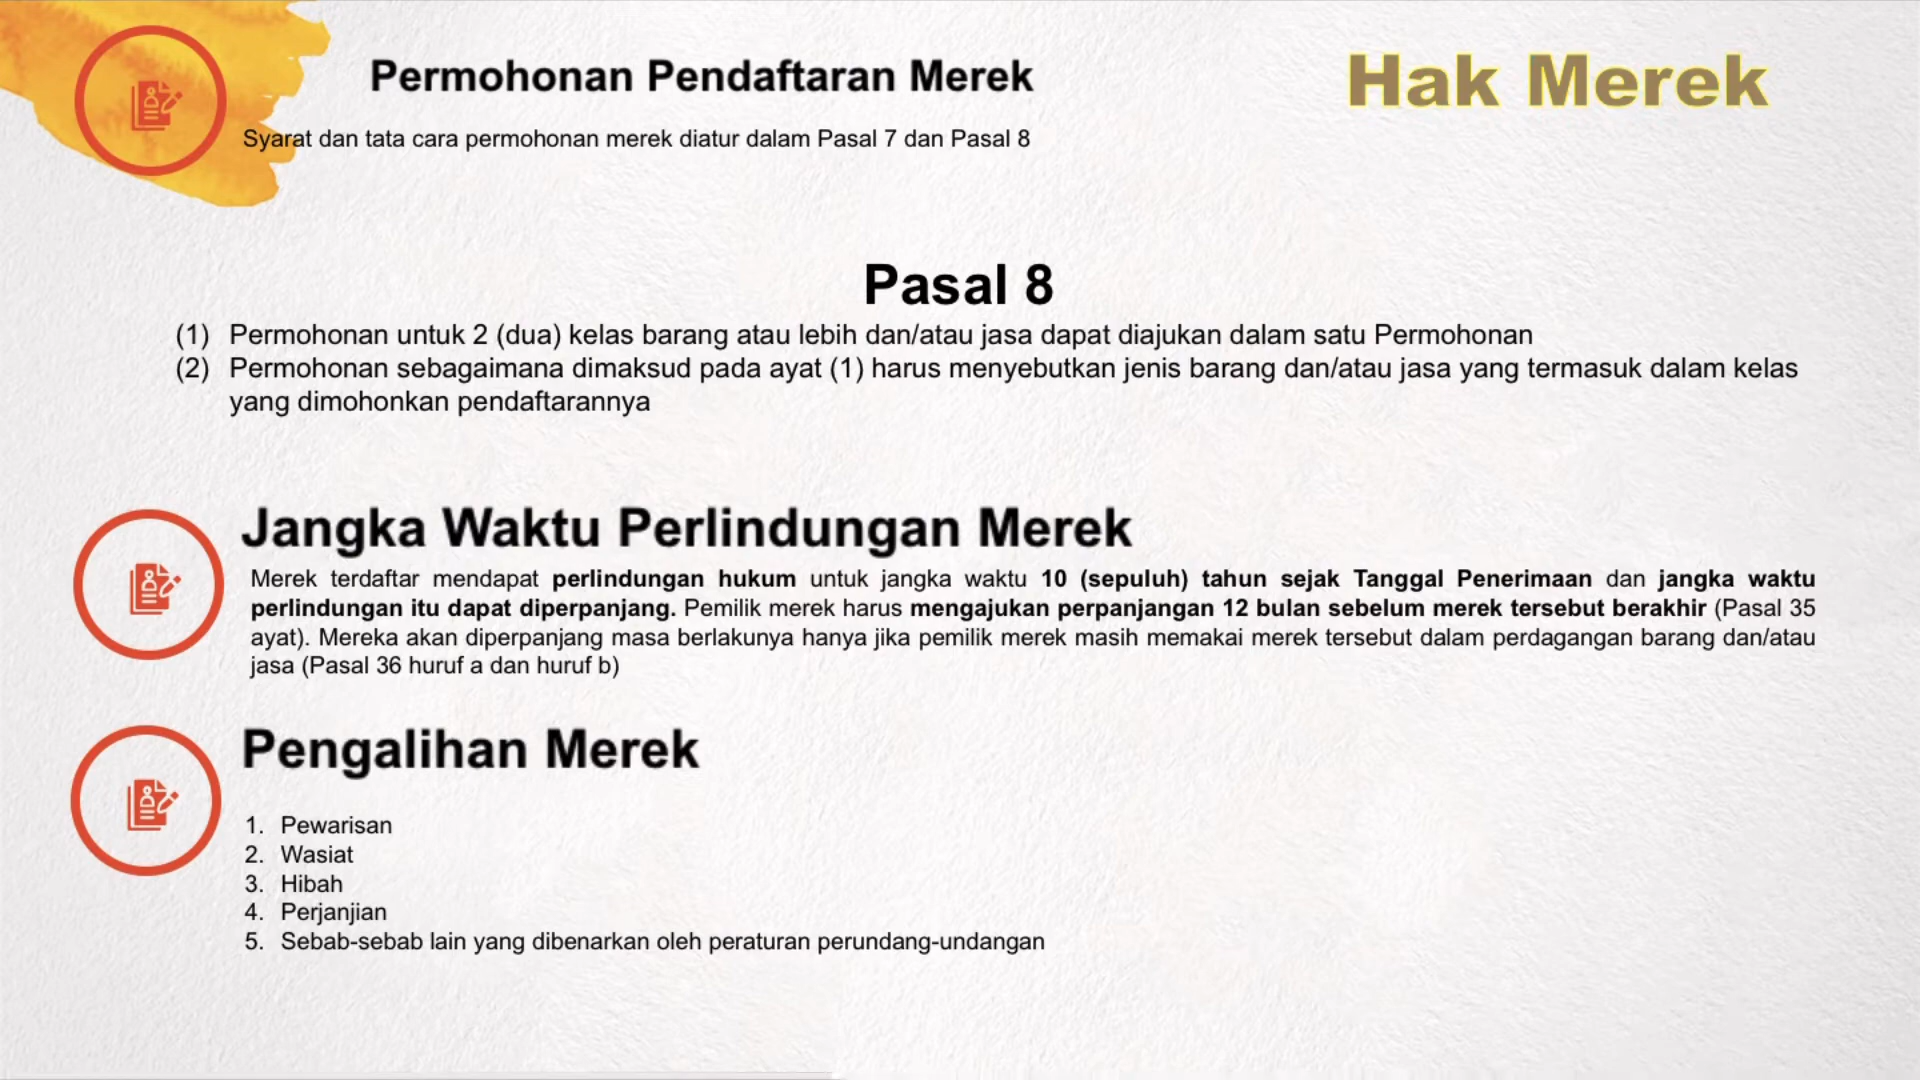 Permohonan Pendaftaran Merek
Hak Merek
Syarat dan tata cara permohonan merek diatur dalam Pasal 7 dan Pasal 8
Pasal 8
(1) Permohonan untuk 2 (dua) kelas barang atau lebih dan/atau jasa dapat diajukan dalam satu Permohonan
(2) Permohonan sebagaimana dimaksud pada ayat (1) harus menyebutkan jenis barang dan/atau jasa yang termasuk dalam kelas
yang dimohonkan pendaftarannya
Jangka Waktu Perlindungan Merek
Merek terdaftar mendapat perlindungan hukum untuk jangka waktu 10 (sepuluh) tahun sejak Tanggal Penerimaan dan jangka waktu
perlindungan itu dapat diperpanjang. Pemilik merek harus mengajukan perpanjangan 12 bulan sebelum merek tersebut berakhir (Pasal 35
ayat). Mereka akan diperpanjang masa berlakunya hanya jika pemilik merek masih memakai merek tersebut dalam perdagangan barang dan/atau
jasa (Pasal 36 huruf a dan huruf b)
Pengalihan Merek
1. Pewarisan
2. Wasiat
3. Hibah
4. Perjanjian
5. Sebab-sebab lain yang dibenarkan oleh peraturan perundang-undangan